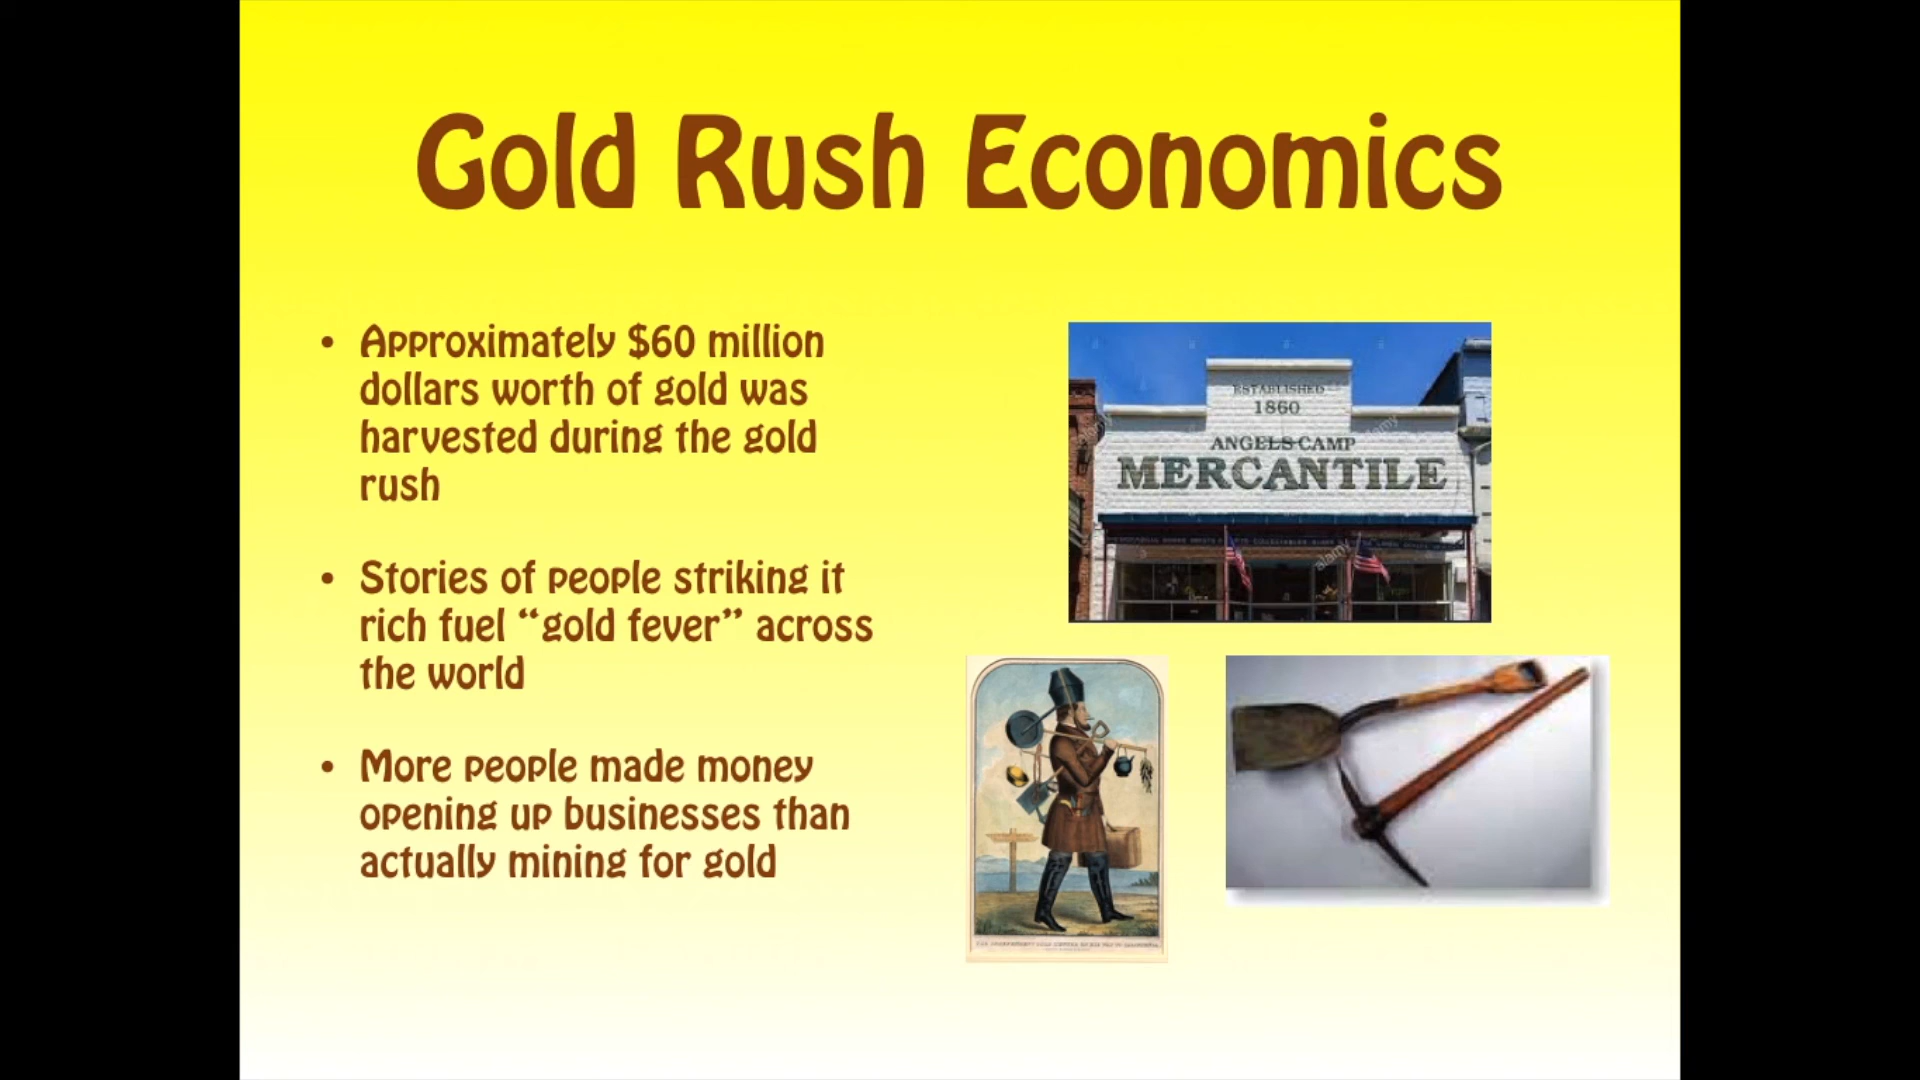 Gold Rush Economics
• Approximately $60 million
dollars worth of gold was
harvested during the gold
rush
• Stories of people striking it
rich fuel “gold fever” across
the world
• More people made money
opening up businesses than
actually mining for gold
ESTABLISHED
1860
ANGELS CAMP
MERCANTILE
alamy